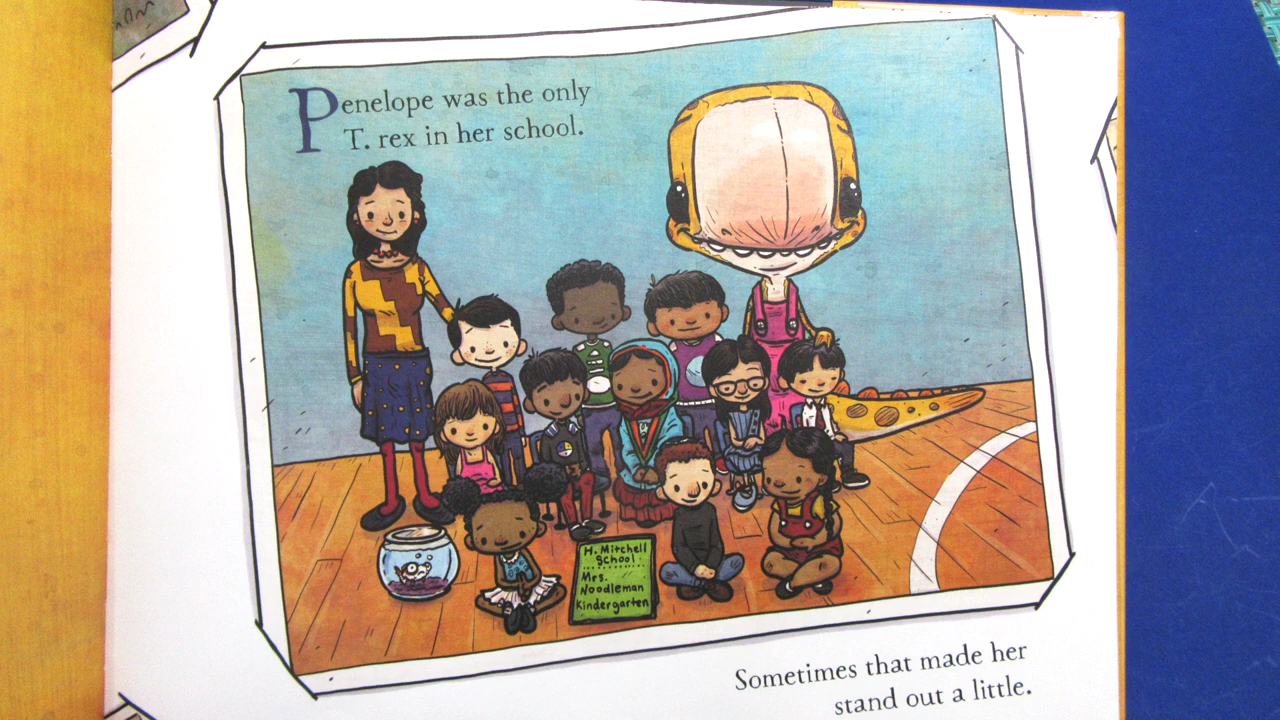 Penelope was the only
T. rex in her school.
H. Mitchell
School
Mrs.
Noodleman
Kindergarten
Sometimes that made her
stand out a little.